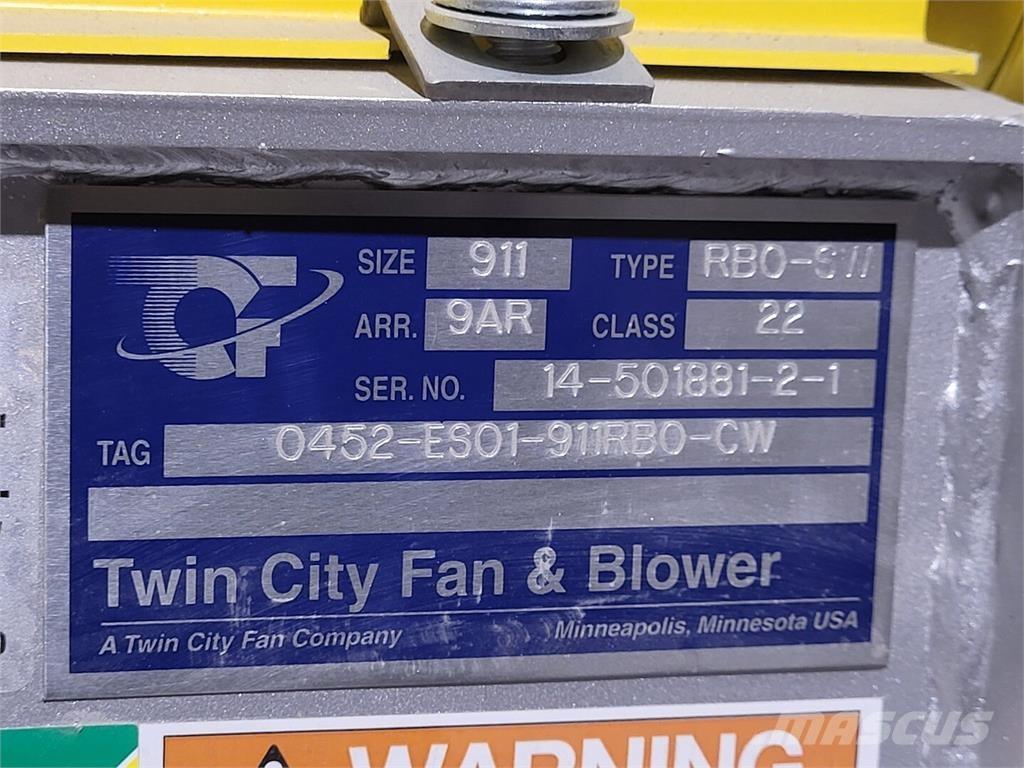 SIZE 911 TYPE RBO-SW
ARR. 9AR CLASS 22
SER. NO. 14-501881-2-1
TAG 0452-ES01-911RBO-CW
Twin City Fan & Blower
A Twin City Fan Company Minneapolis, Minnesota USA
WARNING
MASCUS